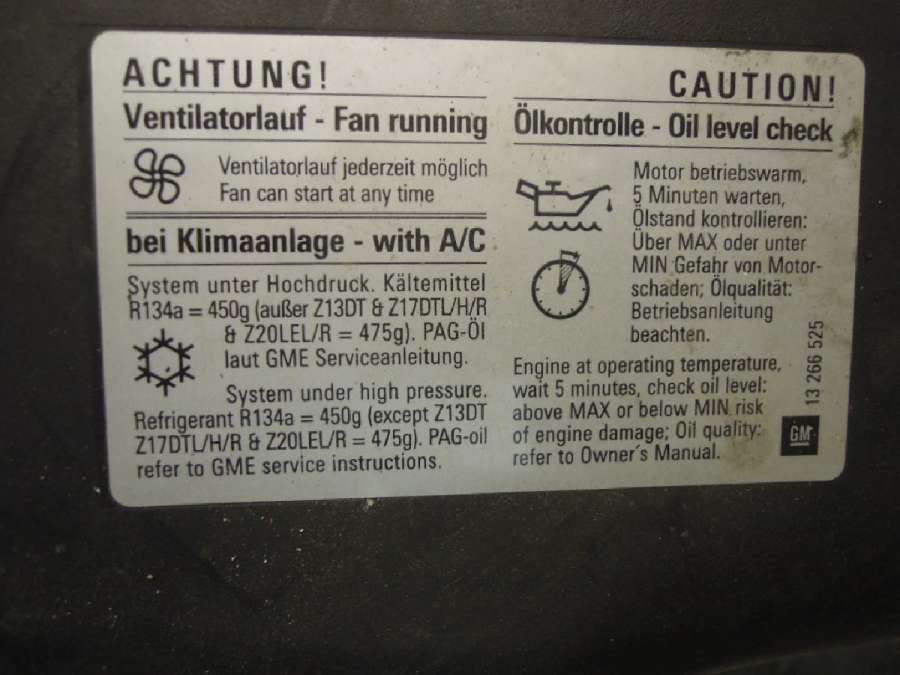 ACHTUNG!
Ventilatorlauf - Fan running
Ventilatorlauf jederzeit möglich
Fan can start at any time
bei Klimaanlage - with A/C
System unter Hochdruck. Kältemittel
R134a = 450g (außer Z13DT & Z17DTL/H/R
& Z20LEL/R = 475g). PAG-Öl
laut GME Serviceanleitung.
System under high pressure.
Refrigerant R134a = 450g (except Z13DT
Z17DTL/H/R & Z20LEL/R = 475g). PAG-oil
refer to GME service instructions.
CAUTION!
Ölkontrolle - Oil level check
Motor betriebswarm,
5 Minuten warten,
Ölstand kontrollieren:
Über MAX oder unter
MIN Gefahr von Motor-
schaden; Ölqualität:
Betriebsanleitung
beachten.
Engine at operating temperature,
wait 5 minutes, check oil level:
above MAX or below MIN risk
of engine damage; Oil quality:
refer to Owner's Manual.
13 266 525
GM